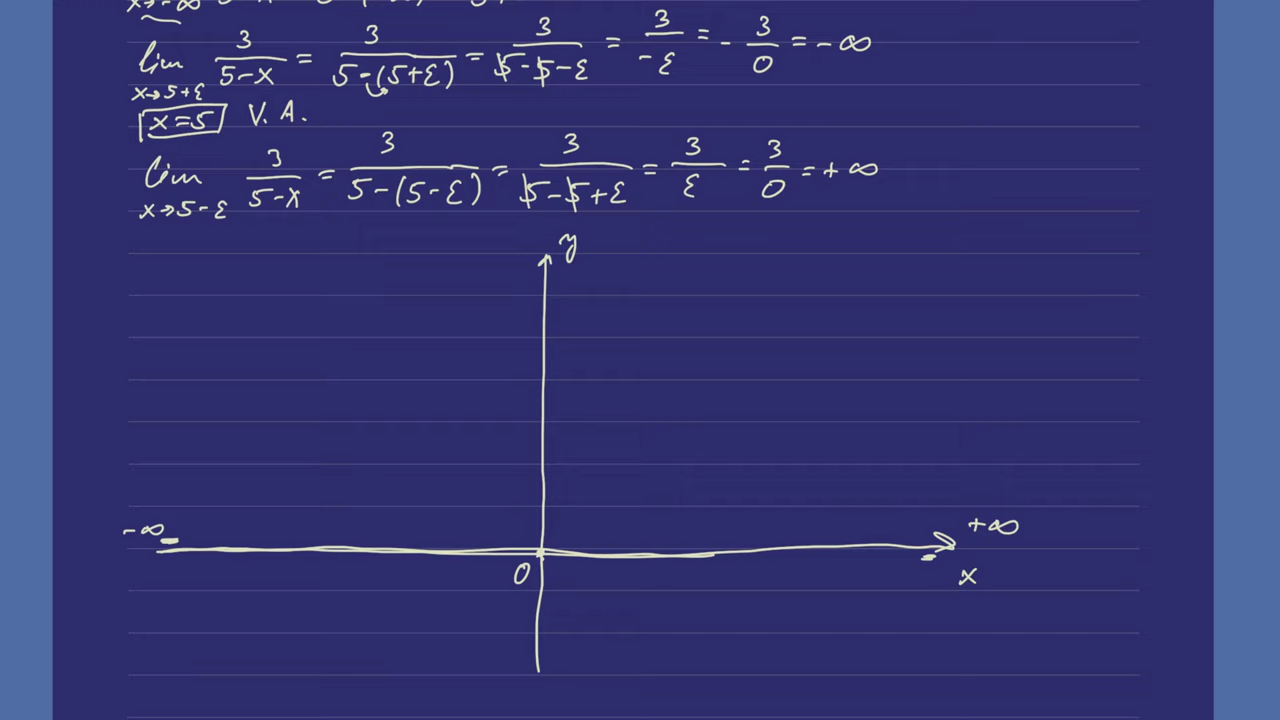 lim 3/(5-x) = 3/(5-(5+ε)) = 3/(5-5-ε) = 3/-ε = - 3/0 = -∞
x→5+ε
x=5 V.A.
lim 3/(5-x) = 3/(5-(5-ε)) = 3/(5-5+ε) = 3/ε = 3/0 = +∞
x→5-ε
y
-∞ +∞
0 x